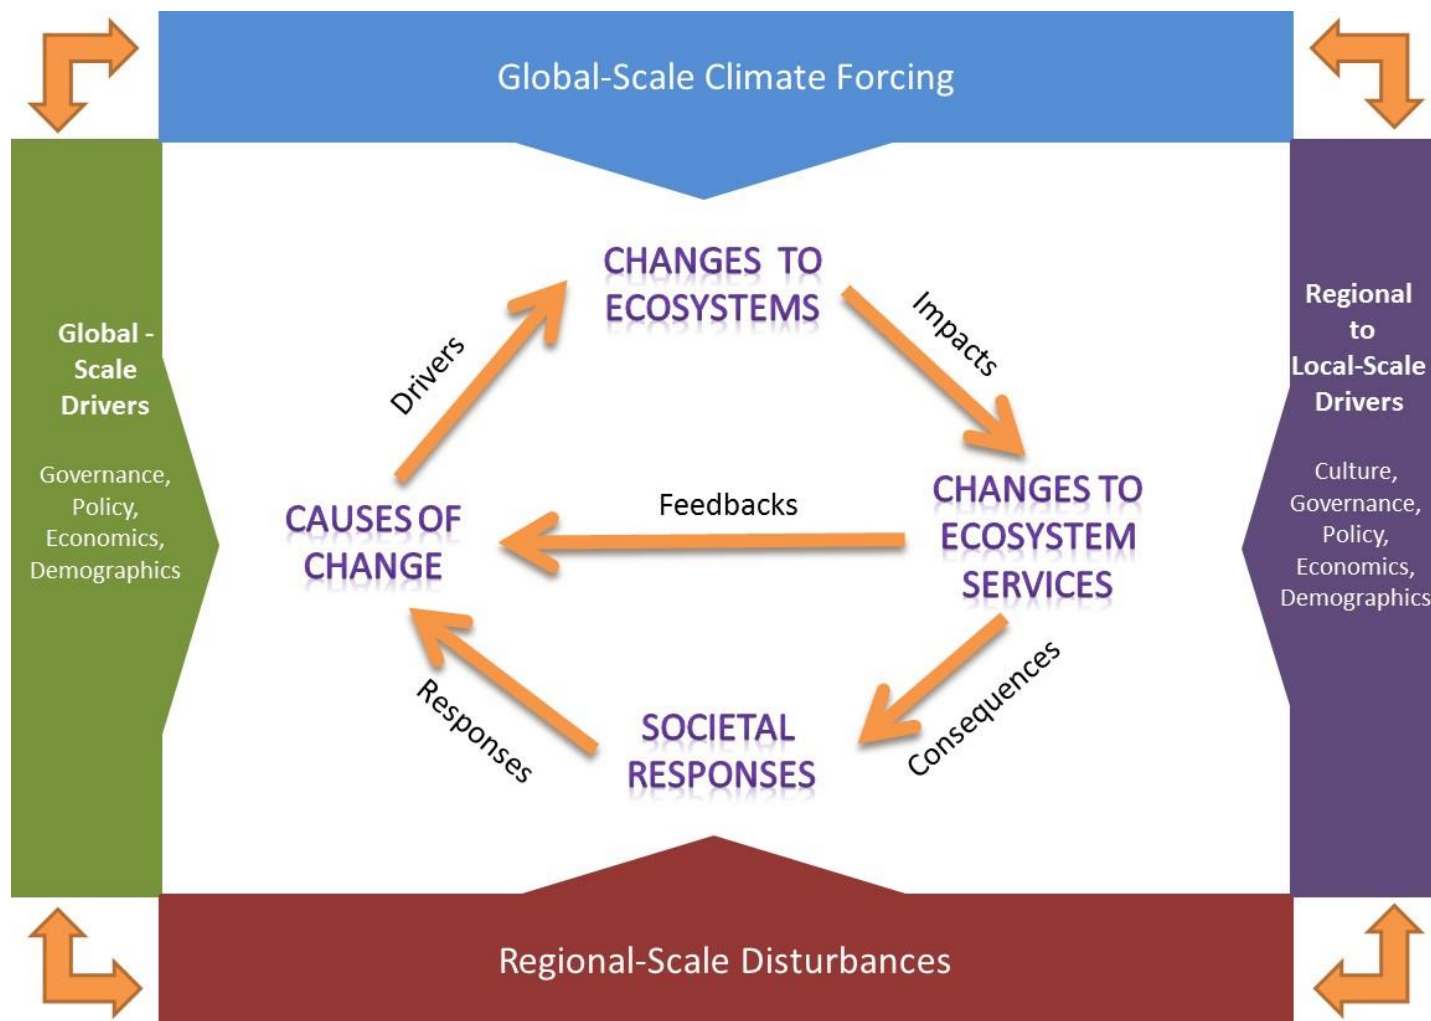 Global-Scale Climate Forcing
CHANGES TO
ECOSYSTEMS
Impacts
Drivers
Global -
Scale
Drivers
Governance,
Policy,
Economics,
Demographics
Regional
to
Local-Scale
Drivers
Culture,
Governance,
Policy,
Economics,
Demographics
CAUSES OF
CHANGE
Feedbacks
CHANGES TO
ECOSYSTEM
SERVICES
Responses
SOCIETAL
RESPONSES
Consequences
Regional-Scale Disturbances